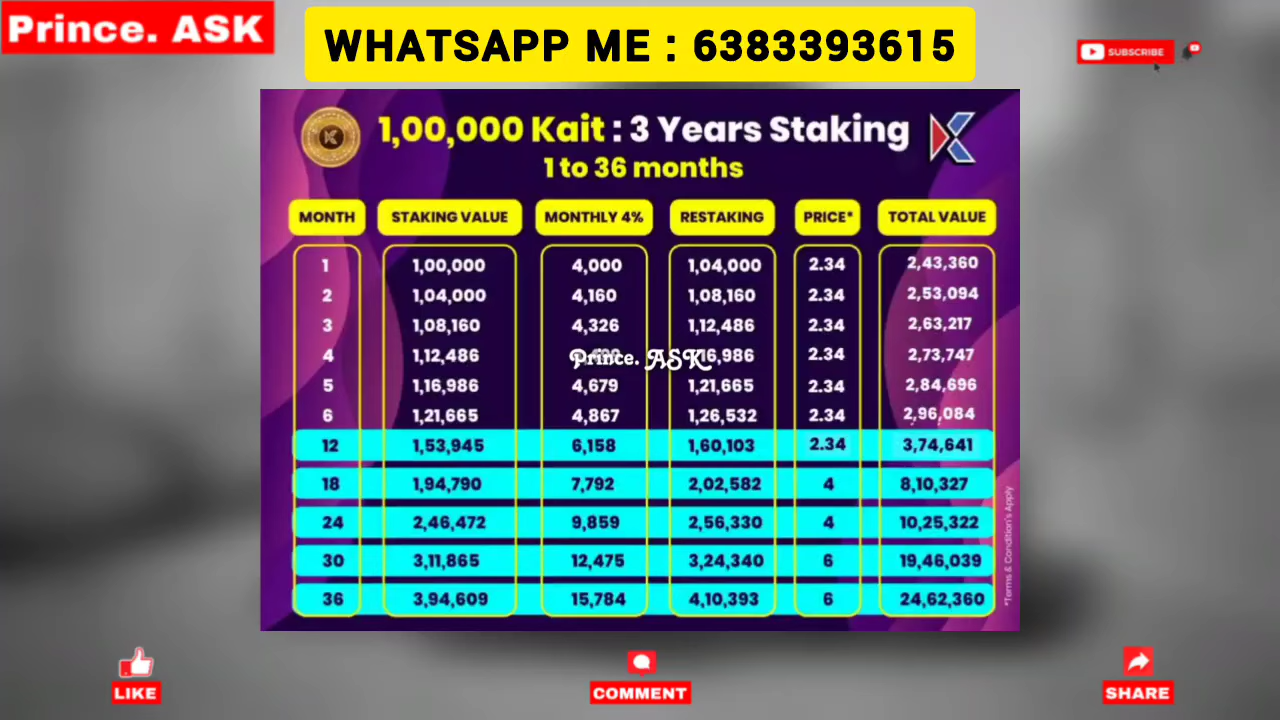 Prince. ASK
WHATSAPP ME : 6383393615
SUBSCRIBE
1,00,000 Kait : 3 Years Staking
1 to 36 months
MONTH STAKING VALUE MONTHLY 4% RESTAKING PRICE* TOTAL VALUE
1 1,00,000 4,000 1,04,000 2.34 2,43,360
2 1,04,000 4,160 1,08,160 2.34 2,53,094
3 1,08,160 4,326 1,12,486 2.34 2,63,217
4 1,12,486 16,986 2.34 2,73,747
Prince. ASK
5 1,16,986 4,679 1,21,665 2.34 2,84,696
6 1,21,665 4,867 1,26,532 2.34 2,96,084
12 1,53,945 6,158 1,60,103 2.34 3,74,641
18 1,94,790 7,792 2,02,582 4 8,10,327
24 2,46,472 9,859 2,56,330 4 10,25,322
30 3,11,865 12,475 3,24,340 6 19,46,039
36 3,94,609 15,784 4,10,393 6 24,62,360
*Terms & Condition's Apply
LIKE
COMMENT
SHARE